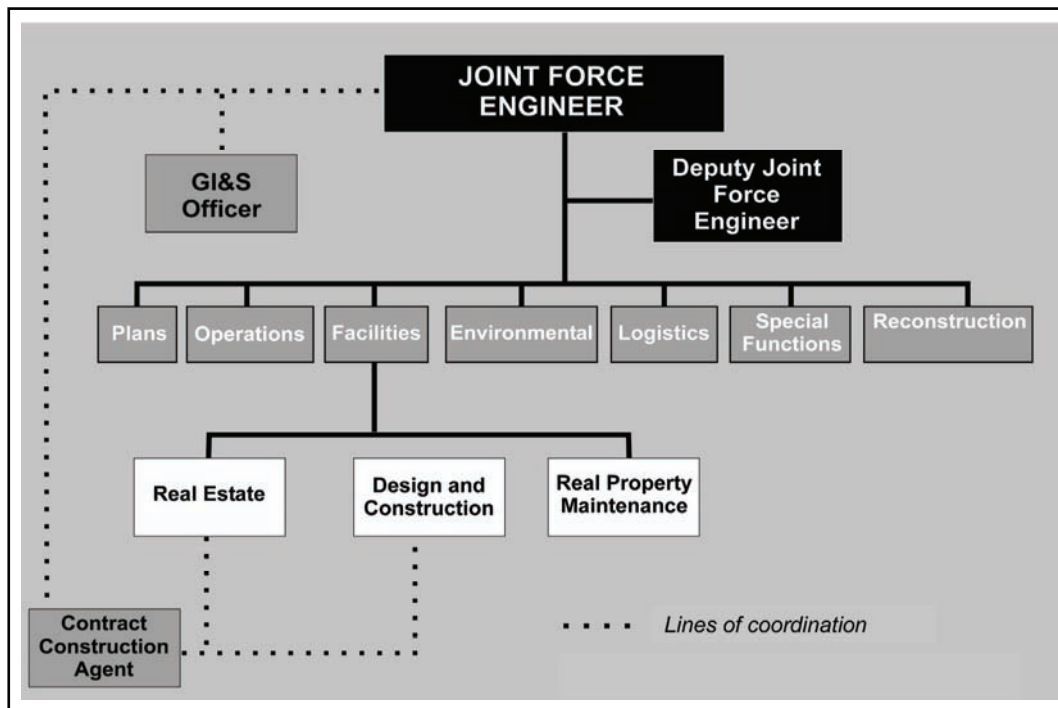 JOINT FORCE
ENGINEER
GI&S
Officer
Deputy Joint
Force
Engineer
Plans
Operations
Facilities
Environmental
Logistics
Special
Functions
Reconstruction
Real Estate
Design and
Construction
Real Property
Maintenance
Contract
Construction
Agent
Lines of coordination